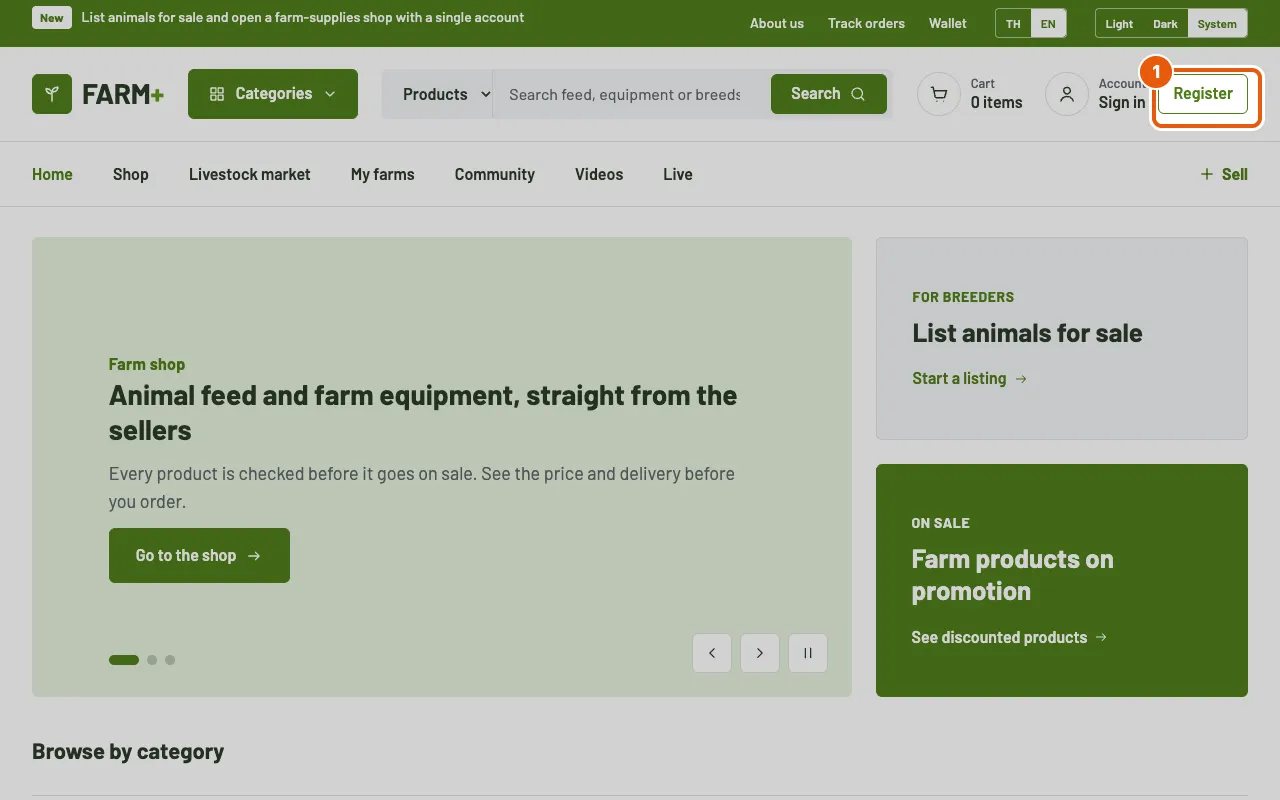 New List animals for sale and open a farm-supplies shop with a single account
About us Track orders Wallet TH EN Light Dark System
FARM+ Categories Products Search feed, equipment or breeds Search Cart 0 items Account Sign in 1 Register
Home Shop Livestock market My farms Community Videos Live + Sell
Farm shop
Animal feed and farm equipment, straight from the
sellers
Every product is checked before it goes on sale. See the price and delivery before
you order.
Go to the shop →
FOR BREEDERS
List animals for sale
Start a listing →
ON SALE
Farm products on
promotion
See discounted products →
Browse by category